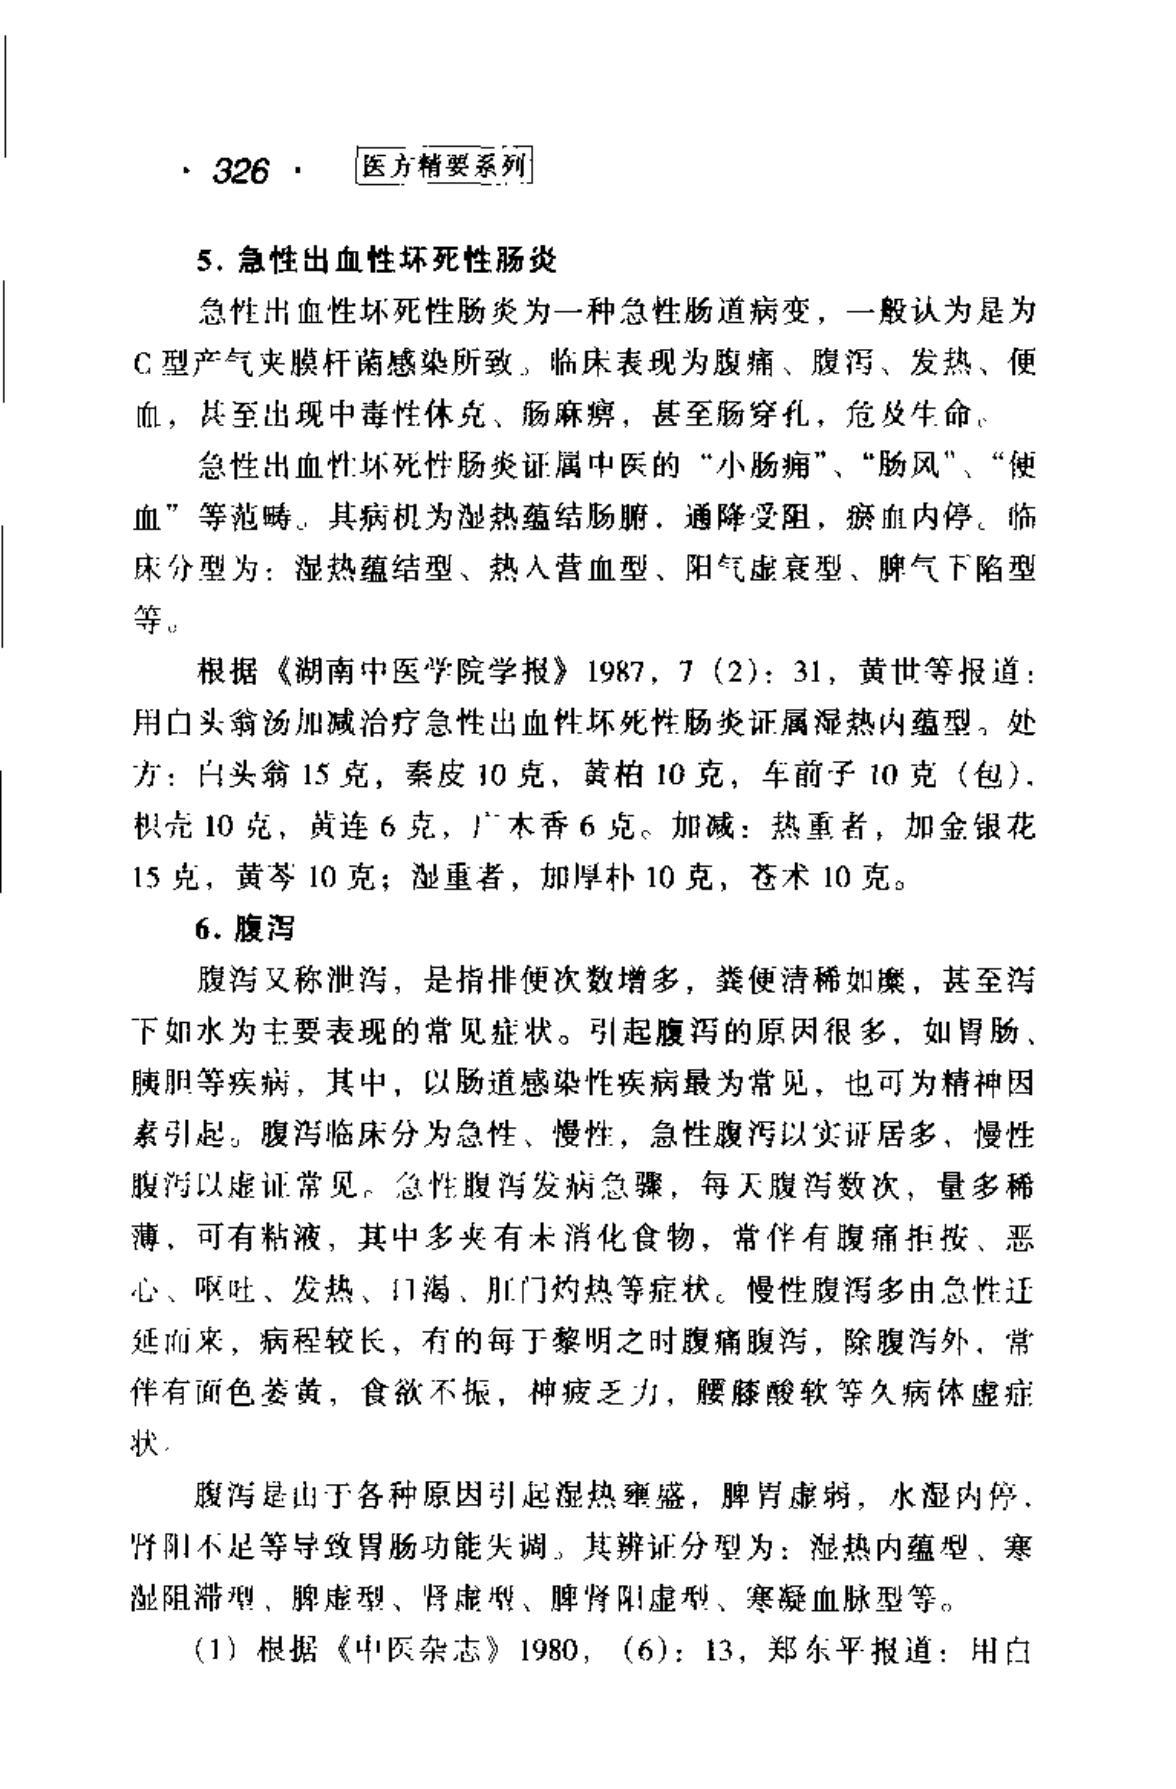 · 326 · 医方精要系列
5. 急性出血性坏死性肠炎
急性出血性坏死性肠炎为一种急性肠道病变，一般认为是为
C 型产气夹膜杆菌感染所致。临床表现为腹痛、腹泻、发热、便
血，甚至出现中毒性休克、肠麻痹，甚至肠穿孔，危及生命。
急性出血性坏死性肠炎证属中医的“小肠痈”、“肠风”、“便
血”等范畴。其病机为湿热蕴结肠腑，通降受阻，瘀血内停。临
床分型为：湿热蕴结型、热入营血型、阳气虚衰型、脾气下陷型
等。
根据《湖南中医学院学报》1987，7（2）：31，黄世等报道：
用白头翁汤加减治疗急性出血性坏死性肠炎证属湿热内蕴型。处
方：白头翁 15 克，秦皮 10 克，黄柏 10 克，车前子 10 克（包），
枳壳 10 克，黄连 6 克，广木香 6 克。加减：热重者，加金银花
15 克，黄芩 10 克；湿重者，加厚朴 10 克，苍术 10 克。
6. 腹泻
腹泻又称泄泻，是指排便次数增多，粪便清稀如糜，甚至泻
下如水为主要表现的常见症状。引起腹泻的原因很多，如胃肠、
胰胆等疾病，其中，以肠道感染性疾病最为常见，也可为精神因
素引起。腹泻临床分为急性、慢性，急性腹泻以实证居多，慢性
腹泻以虚证常见。急性腹泻发病急骤，每天腹泻数次，量多稀
薄，可有粘液，其中多夹有未消化食物，常伴有腹痛拒按、恶
心、呕吐、发热、口渴、肛门灼热等症状。慢性腹泻多由急性迁
延而来，病程较长，有的每于黎明之时腹痛腹泻，除腹泻外，常
伴有面色萎黄，食欲不振，神疲乏力，腰膝酸软等久病体虚症
状。
腹泻是由于各种原因引起湿热壅盛，脾胃虚弱，水湿内停，
肾阳不足等导致胃肠功能失调。其辨证分型为：湿热内蕴型、寒
湿阻滞型、脾虚型、肾虚型、脾肾阳虚型、寒凝血脉型等。
（1）根据《中医杂志》1980，（6）：13，郑东平报道：用白